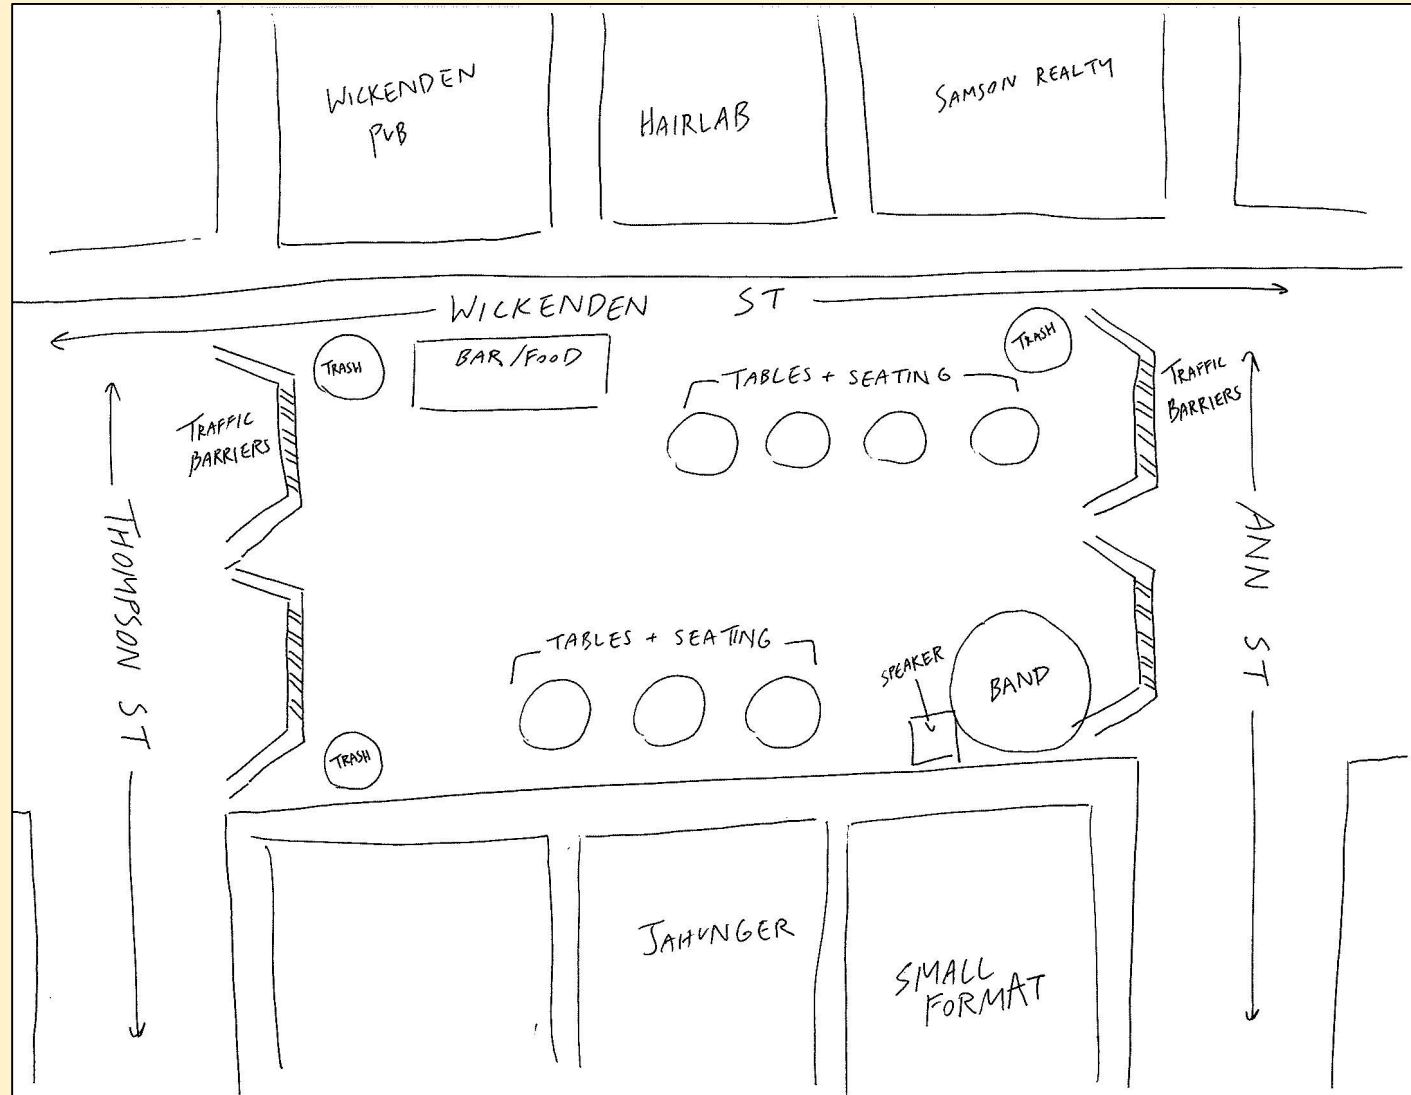 WICKENDEN
PUB
HAIRLAB
SAMSON REALTY
WICKENDEN ST
TRASH
BAR/FOOD
TRASH
TABLES + SEATING
TRAFFIC
BARRIERS
TRAFFIC
BARRIERS
THOMPSON ST
ANN ST
TABLES + SEATING
SPEAKER
BAND
TRASH
JAHUNGER
SMALL
FORMAT